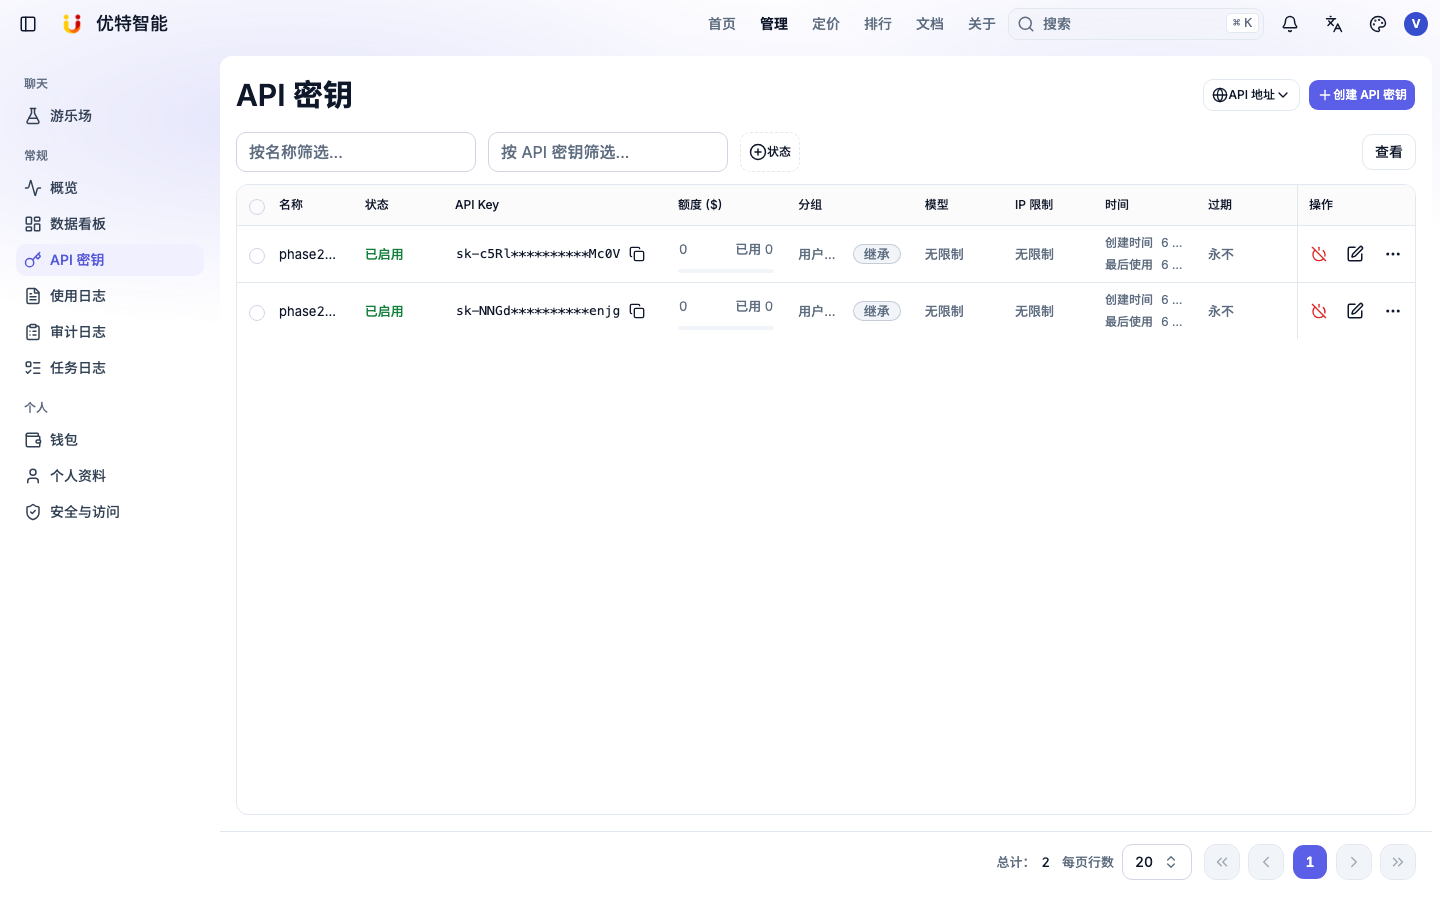 优特智能
首页 管理 定价 排行 文档 关于 搜索 ⌘ K V
聊天
游乐场
常规
概览
数据看板
API 密钥
使用日志
审计日志
任务日志
个人
钱包
个人资料
安全与访问
API 密钥
API 地址 创建 API 密钥
按名称筛选... 按 API 密钥筛选... 状态 查看
名称 状态 API Key 额度 ($) 分组 模型 IP 限制 时间 过期 操作
phase2... 已启用 sk-c5Rl**********Mc0V 0 已用 0 用户... 继承 无限制 无限制 创建时间 6 ... 永不
最后使用 6 ...
phase2... 已启用 sk-NNGd**********enjg 0 已用 0 用户... 继承 无限制 无限制 创建时间 6 ... 永不
最后使用 6 ...
总计: 2 每页行数 20 1